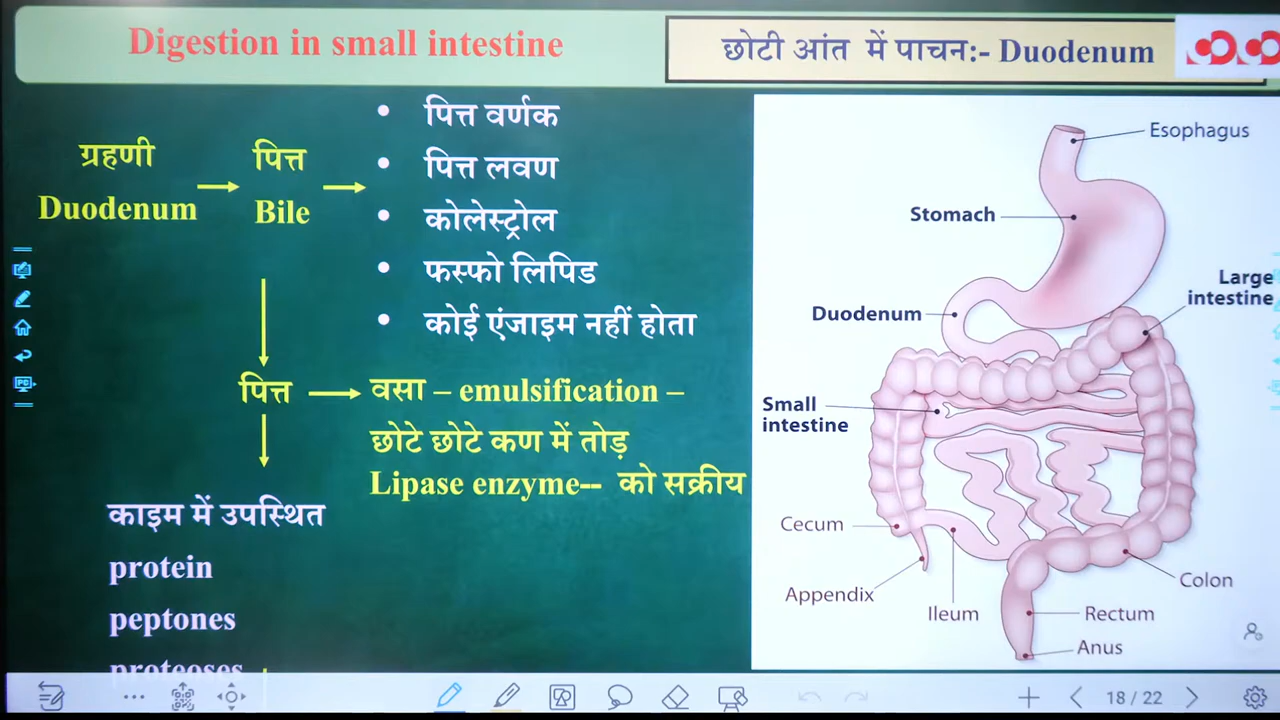 Digestion in small intestine
छोटी आंत में पाचन:- Duodenum
ग्रहणी
Duodenum
पित्त
Bile
• पित्त वर्णक
• पित्त लवण
• कोलेस्ट्रोल
• फस्फो लिपिड
• कोई एंजाइम नहीं होता
पित्त
वसा – emulsification –
छोटे छोटे कण में तोड़
Lipase enzyme-- को सक्रीय
काइम में उपस्थित
protein
peptones
proteoses
Esophagus
Stomach
Large
intestine
Duodenum
Small
intestine
Cecum
Appendix
Ileum
Colon
Rectum
Anus
PC
18 / 22